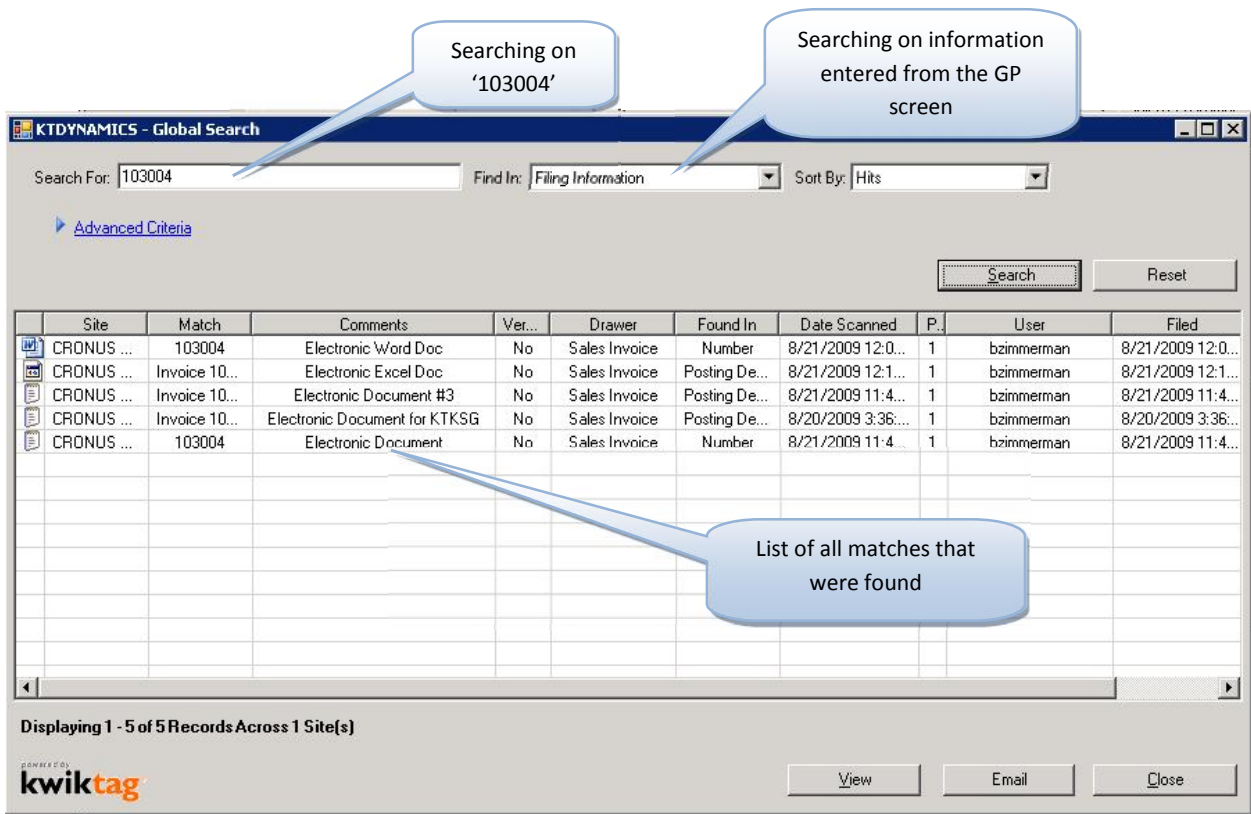 Searching on
‘103004’
Searching on information
entered from the GP
screen
KTDYNAMICS - Global Search
Search For: 103004 Find In: Filing Information Sort By: Hits
Advanced Criteria
Search Reset
Site Match Comments Ver... Drawer Found In Date Scanned P.. User Filed
CRONUS ... 103004 Electronic Word Doc No Sales Invoice Number 8/21/2009 12:0... 1 bzimmerman 8/21/2009 12:0...
CRONUS ... Invoice 10... Electronic Excel Doc No Sales Invoice Posting De... 8/21/2009 12:1... 1 bzimmerman 8/21/2009 12:1...
CRONUS ... Invoice 10... Electronic Document #3 No Sales Invoice Posting De... 8/21/2009 11:4... 1 bzimmerman 8/21/2009 11:4...
CRONUS ... Invoice 10... Electronic Document for KTKSG No Sales Invoice Posting De... 8/20/2009 3:36:... 1 bzimmerman 8/20/2009 3:36:...
CRONUS ... 103004 Electronic Document No Sales Invoice Number 8/21/2009 11:4... 1 bzimmerman 8/21/2009 11:4...
List of all matches that
were found
Displaying 1 - 5 of 5 Records Across 1 Site(s)
powered by
kwiktag
View Email Close